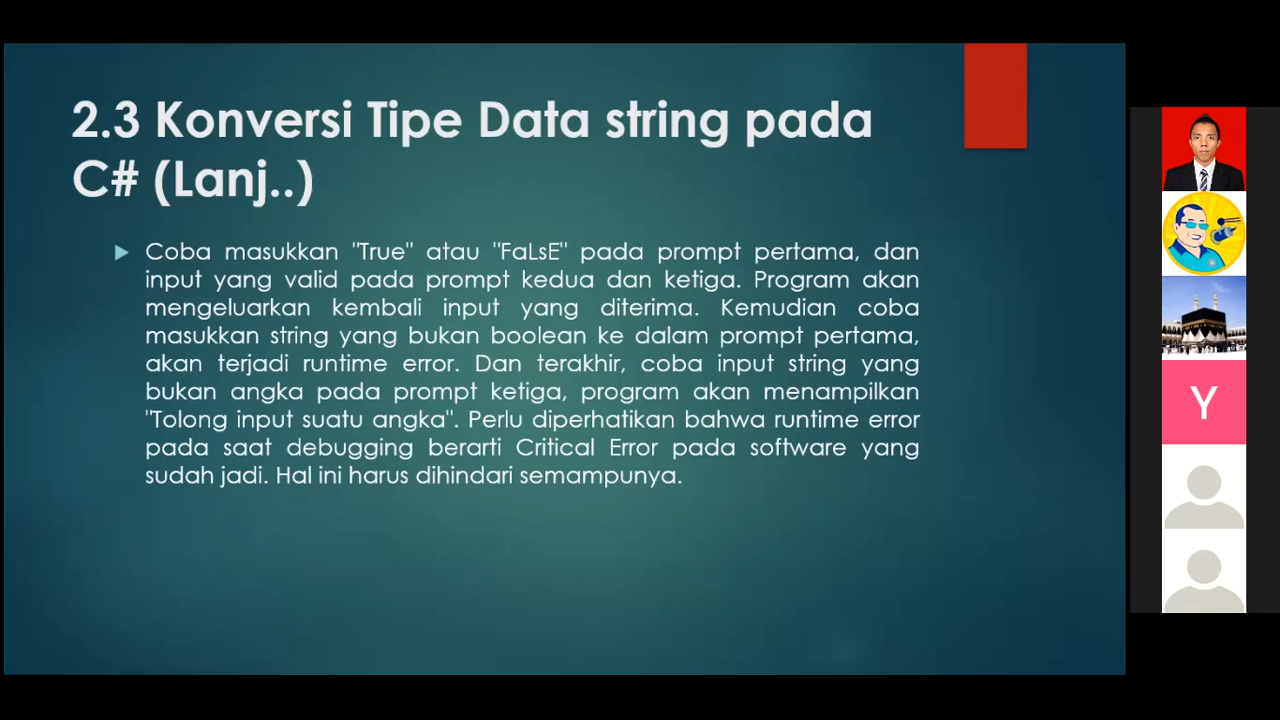 2.3 Konversi Tipe Data string pada
C# (Lanj..)
Coba masukkan "True" atau "FaLsE" pada prompt pertama, dan
input yang valid pada prompt kedua dan ketiga. Program akan
mengeluarkan kembali input yang diterima. Kemudian coba
masukkan string yang bukan boolean ke dalam prompt pertama,
akan terjadi runtime error. Dan terakhir, coba input string yang
bukan angka pada prompt ketiga, program akan menampilkan
"Tolong input suatu angka". Perlu diperhatikan bahwa runtime error
pada saat debugging berarti Critical Error pada software yang
sudah jadi. Hal ini harus dihindari semampunya.
Y